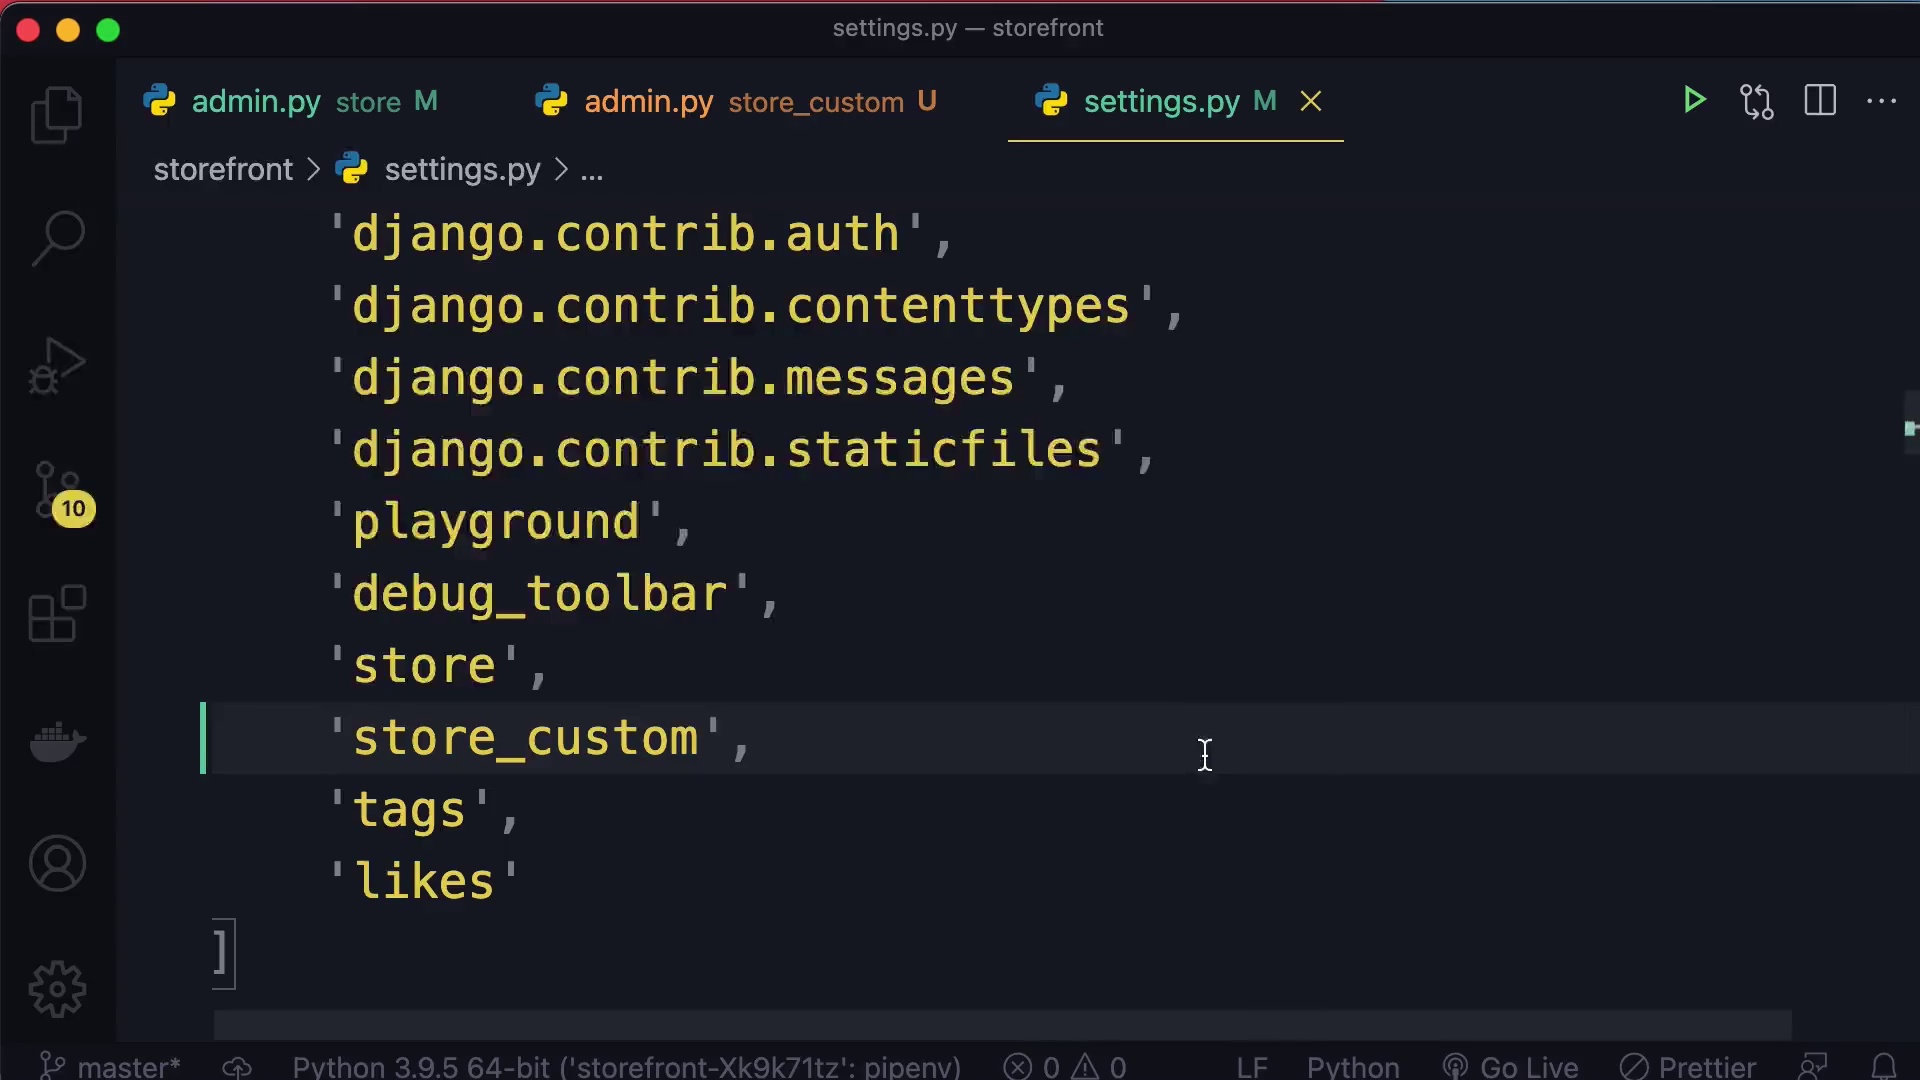 settings.py — storefront
admin.py store M
admin.py store_custom U
settings.py M
storefront > settings.py > ...
'django.contrib.auth',
'django.contrib.contenttypes',
'django.contrib.messages',
'django.contrib.staticfiles',
'playground',
'debug_toolbar',
'store',
'store_custom',
'tags',
'likes'
]
10
master* Python 3.9.5 64-bit ('storefront-Xk9k71tz': pipenv) 0 0 LF Python Go Live Prettier